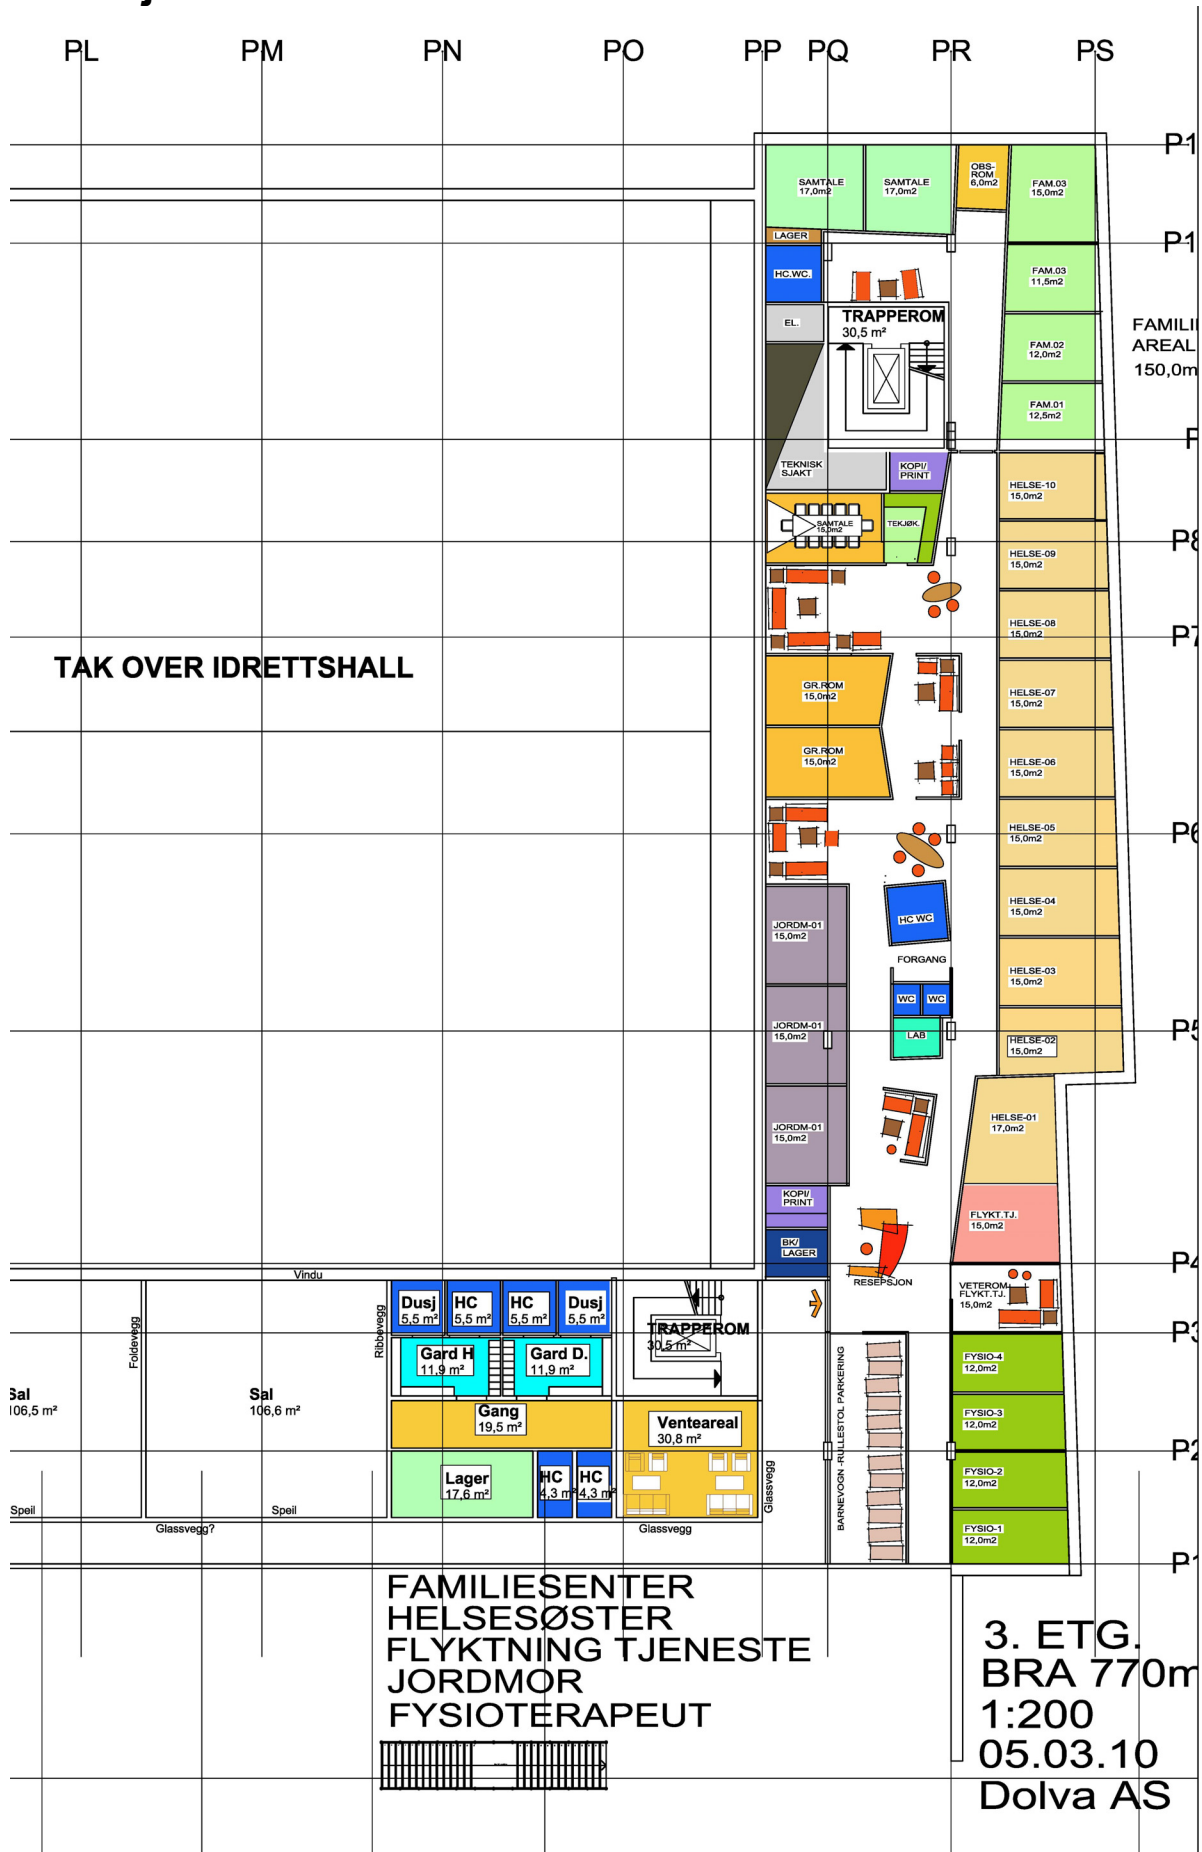 PL PM PN PO PP PQ PR PS
P1
SAMTALE
17,0m2
SAMTALE
17,0m2
OBS-
ROM
6,0m2
FAM.03
15,0m2
LAGER
P1
HC.WC.
FAM.03
11,5m2
EL.
TRAPPEROM
30,5 m²
FAMILI
AREAL
150,0m
FAM.02
12,0m2
FAM.01
12,5m2
TEKNISK
SJAKT
KOPI/
PRINT
HELSE-10
15,0m2
SAMTALE
15,0m2
TEKJØK.
P8
HELSE-09
15,0m2
HELSE-08
15,0m2
P7
TAK OVER IDRETTSHALL
GR.ROM
15,0m2
HELSE-07
15,0m2
GR.ROM
15,0m2
HELSE-06
15,0m2
HELSE-05
15,0m2
P6
JORDM-01
15,0m2
HC WC
HELSE-04
15,0m2
FORGANG
HELSE-03
15,0m2
WC WC
JORDM-01
15,0m2
LAB
P5
HELSE-02
15,0m2
JORDM-01
15,0m2
HELSE-01
17,0m2
KOPI/
PRINT
FLYKT.TJ.
15,0m2
BK/
LAGER
P4
RESEPSJON
Vindu
VETEROM
FLYKT.TJ.
15,0m2
Foldevegg
Ribbevegg
Dusj
5,5 m²
HC
5,5 m²
HC
5,5 m²
Dusj
5,5 m²
TRAPPEROM
30,5 m²
P3
Gard H
11,9 m²
Gard D.
11,9 m²
BARNEVOGN -RULLESTOL PARKERING
FYSIO-4
12,0m2
Sal
106,5 m²
Sal
106,6 m²
Gang
19,5 m²
Venteareal
30,8 m²
FYSIO-3
12,0m2
P2
Lager
17,6 m²
HC
4,3 m²
HC
4,3 m²
Glassvegg
FYSIO-2
12,0m2
Speil
Speil
Glassvegg?
Glassvegg
FYSIO-1
12,0m2
P1
FAMILIESENTER
HELSESØSTER
FLYKTNING TJENESTE
JORDMOR
FYSIOTERAPEUT
3. ETG.
BRA 770m
1:200
05.03.10
Dolva AS